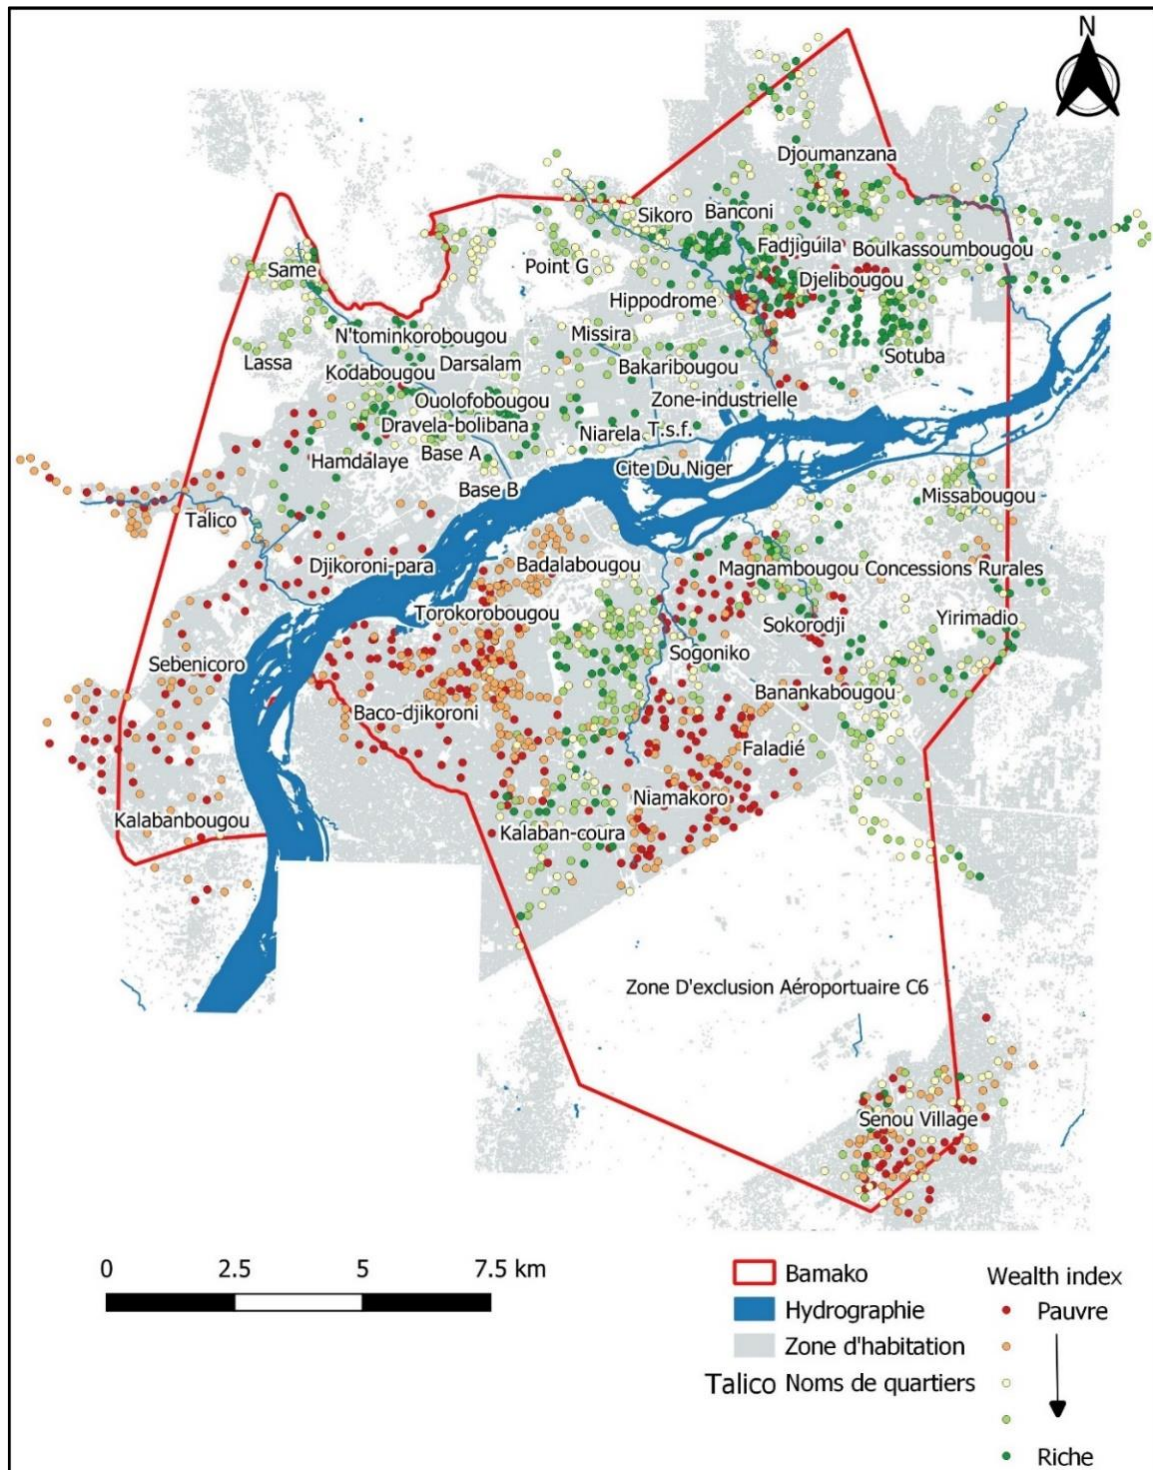 N
Djoumanzana
Sikoro
Banconi
Fadjiguila
Boulkassoumbougou
Same
Point G
Djelibougou
Hippodrome
N'tominkorobougou
Missira
Lassa
Kodabougou
Darsalam
Bakaribougou
Sotuba
Ouolofobougou
Zone-industrielle
Dravela-bolibana
Niarela
T.s.f.
Hamdalaye
Base A
Cite Du Niger
Base B
Missabougou
Talico
Djikoroni-para
Badalabougou
Magnambougou
Concessions Rurales
Torokorobougou
Sokorodji
Yirimadio
Sebenicoro
Sogoniko
Banankabougou
Baco-djikoroni
Faladié
Niamakoro
Kalabanbougou
Kalaban-coura
Zone D'exclusion Aéroportuaire C6
Senou Village
0 2.5 5 7.5 km
Bamako
Hydrographie
Zone d'habitation
Talico Noms de quartiers
Wealth index
Pauvre
Riche